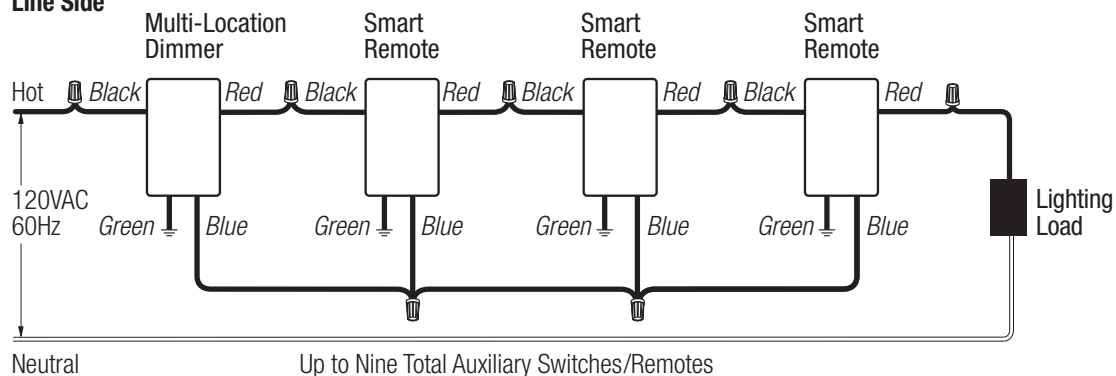 Line Side
Multi-Location
Dimmer
Smart
Remote
Smart
Remote
Smart
Remote
Hot
Black
Red
Black
Red
Black
Red
Black
Red
120VAC
60Hz
Green
Blue
Green
Blue
Green
Blue
Green
Blue
Lighting
Load
Neutral
Up to Nine Total Auxiliary Switches/Remotes